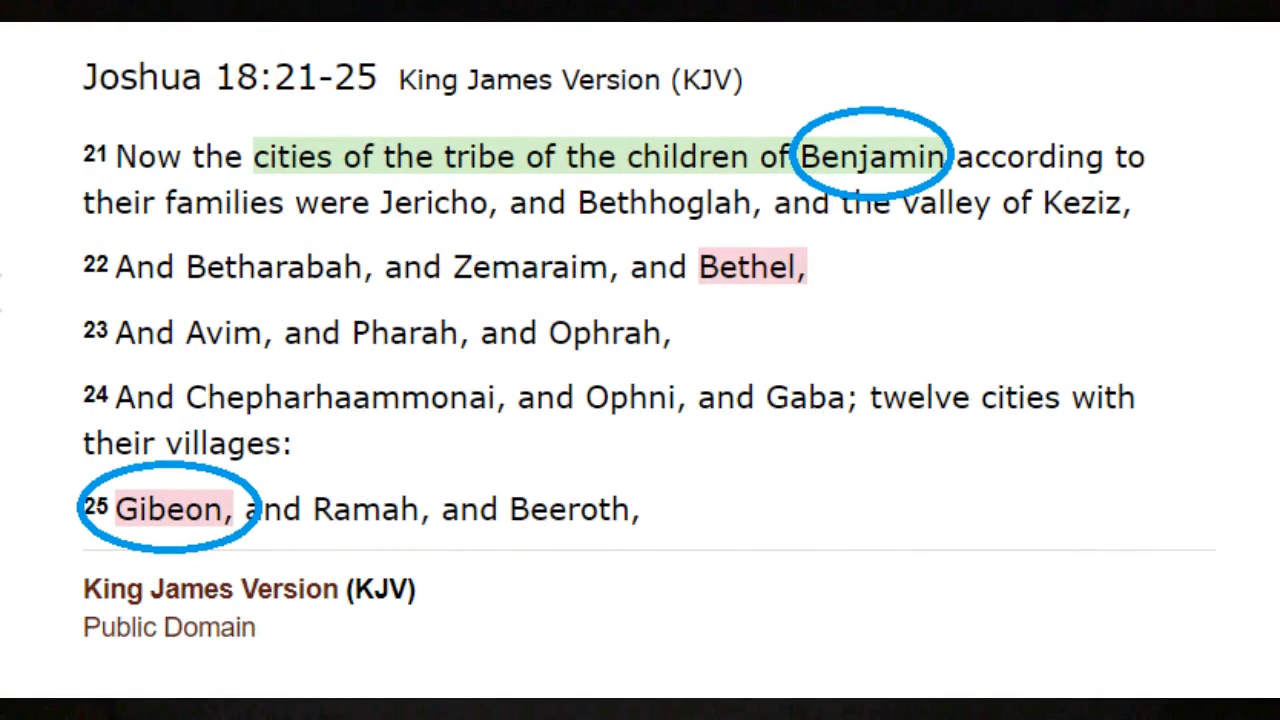 Joshua 18:21-25 King James Version (KJV)
21 Now the cities of the tribe of the children of Benjamin according to
their families were Jericho, and Bethhoglah, and the valley of Keziz,
22 And Betharabah, and Zemaraim, and Bethel,
23 And Avim, and Pharah, and Ophrah,
24 And Chepharhaammonai, and Ophni, and Gaba; twelve cities with
their villages:
25 Gibeon, and Ramah, and Beeroth,
King James Version (KJV)
Public Domain